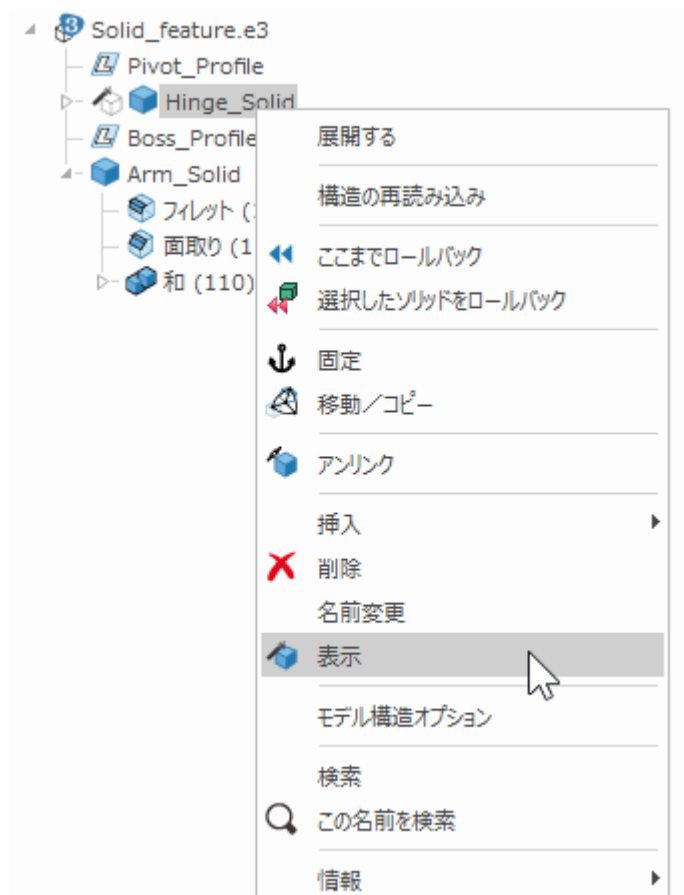 Solid_feature.e3
Pivot_Profile
Hinge_Solid
Boss_Profile
Arm_Solid
フィレット (
面取り (1
和 (110)
展開する
構造の再読み込み
ここまでロールバック
選択したソリッドをロールバック
固定
移動／コピー
アンリンク
挿入
削除
名前変更
表示
モデル構造オプション
検索
この名前を検索
情報